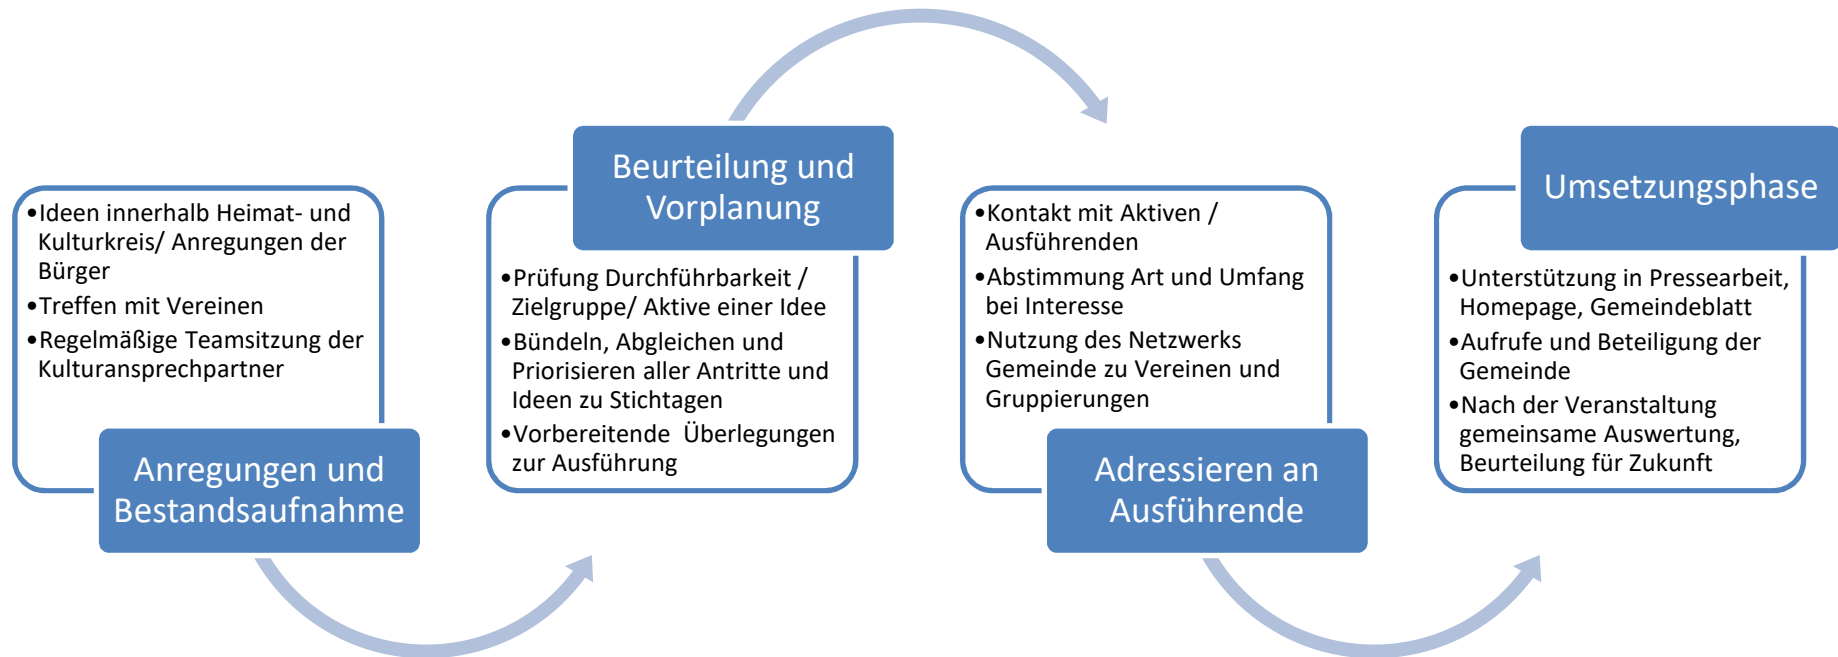 •Ideen innerhalb Heimat- und
Kulturkreis/ Anregungen der
Bürger
•Treffen mit Vereinen
•Regelmäßige Teamsitzung der
Kulturansprechpartner
Anregungen und
Bestandsaufnahme
Beurteilung und
Vorplanung
•Prüfung Durchführbarkeit /
Zielgruppe/ Aktive einer Idee
•Bündeln, Abgleichen und
Priorisieren aller Antritte und
Ideen zu Stichtagen
•Vorbereitende Überlegungen
zur Ausführung
•Kontakt mit Aktiven /
Ausführenden
•Abstimmung Art und Umfang
bei Interesse
•Nutzung des Netzwerks
Gemeinde zu Vereinen und
Gruppierungen
Adressieren an
Ausführende
Umsetzungsphase
•Unterstützung in Pressearbeit,
Homepage, Gemeindeblatt
•Aufrufe und Beteiligung der
Gemeinde
•Nach der Veranstaltung
gemeinsame Auswertung,
Beurteilung für Zukunft